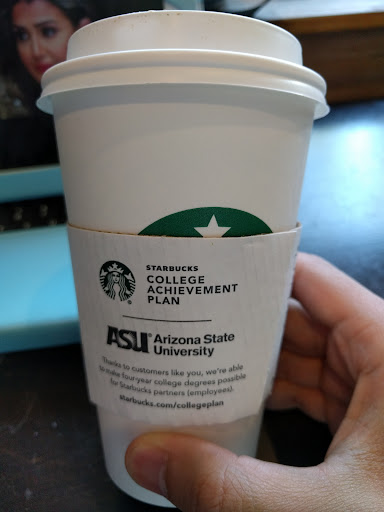 STARBUCKS
COLLEGE
ACHIEVEMENT
PLAN
ASU® Arizona State
University
Thanks to customers like you, we're able
to make four-year college degrees possible
for Starbucks partners (employees).
starbucks.com/collegeplan